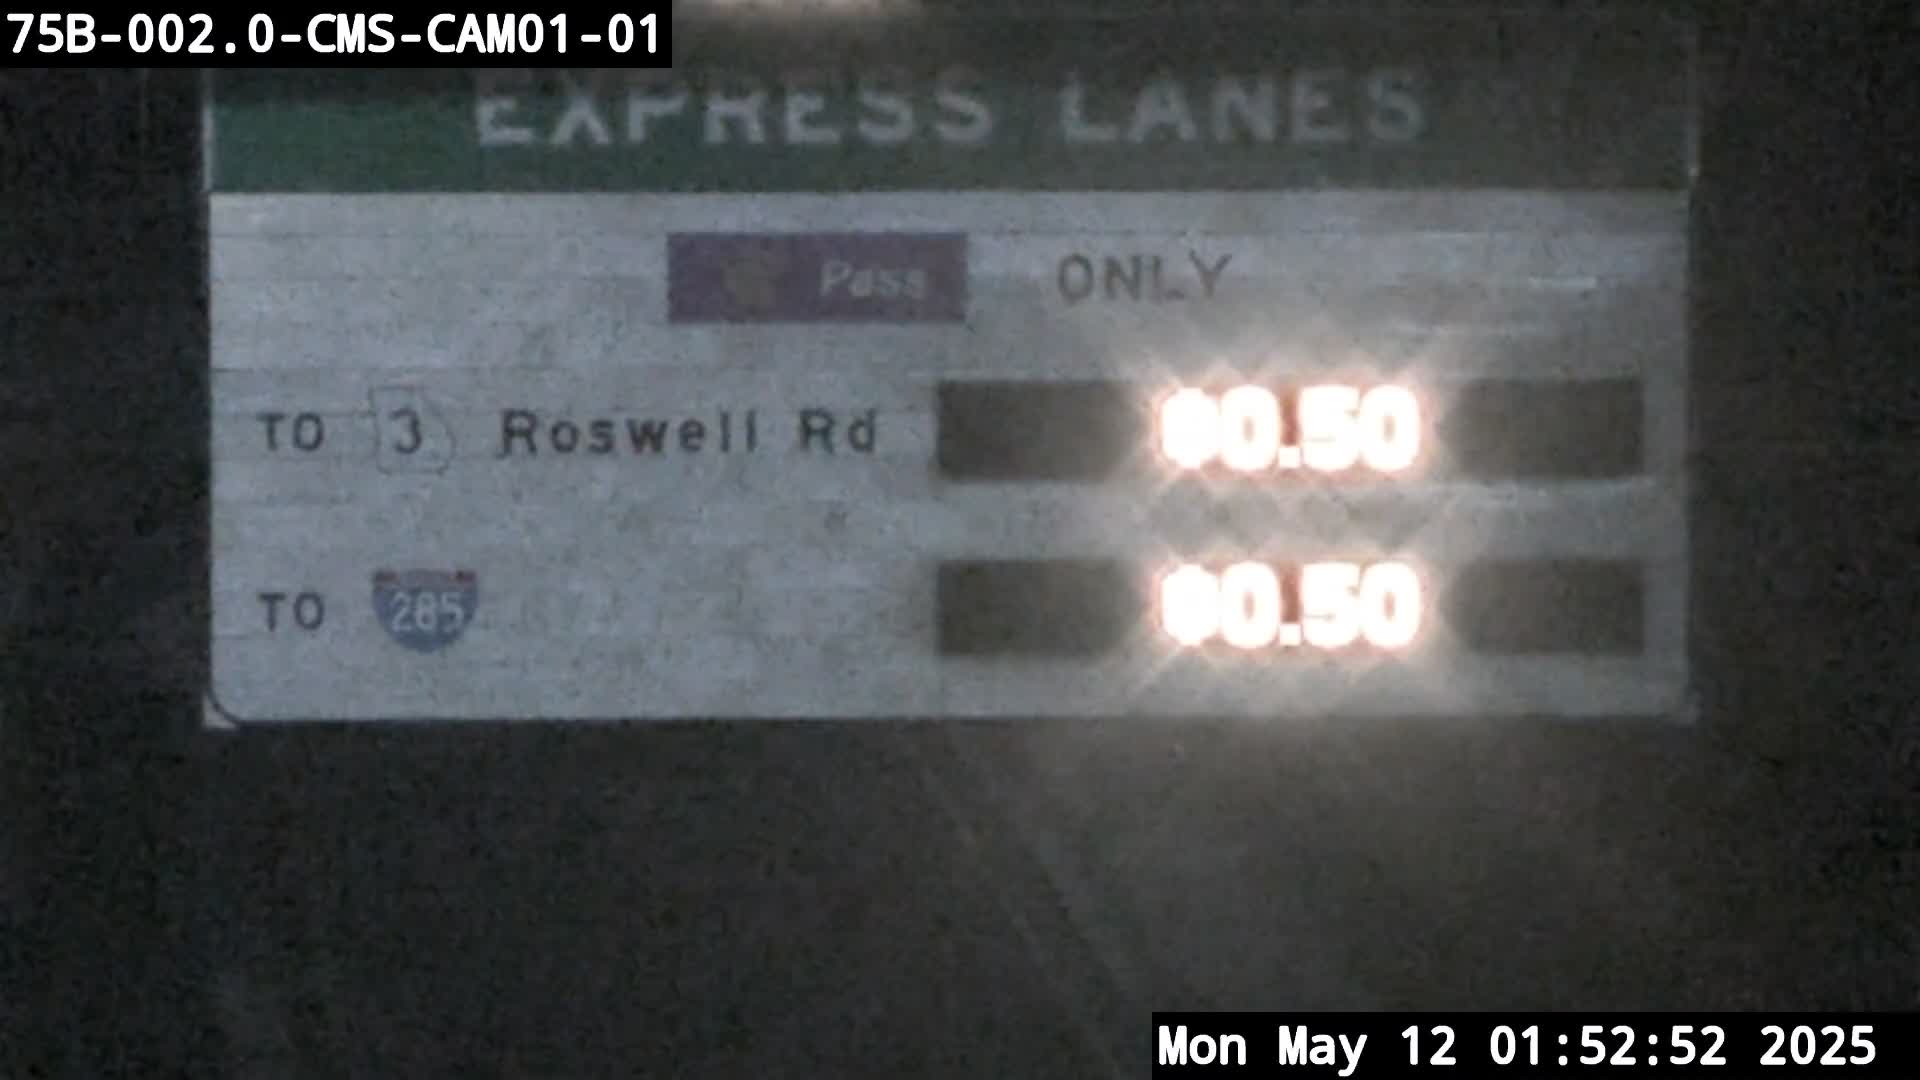 75B-002.0-CMS-CAM01-01
EXPRESS LANES
Pass ONLY
TO 3 Roswell Rd $0.50
TO 285 $0.50
Mon May 12 01:52:52 2025